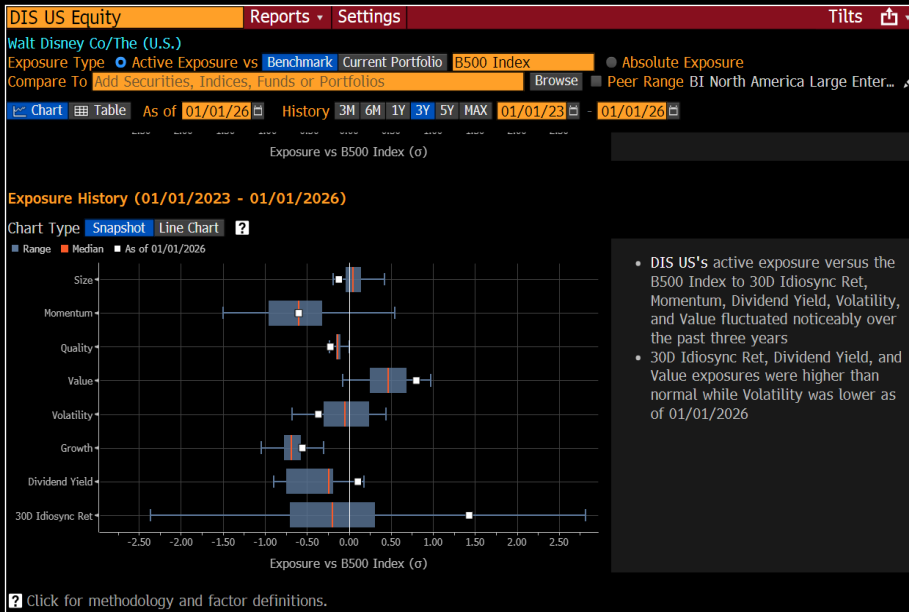 DIS US Equity Reports Settings Tilts
Walt Disney Co/The (U.S.)
Exposure Type Active Exposure vs Benchmark Current Portfolio B500 Index Absolute Exposure
Compare To Add Securities, Indices, Funds or Portfolios Browse Peer Range BI North America Large Enter...
Chart Table As of 01/01/26 History 3M 6M 1Y 3Y 5Y MAX 01/01/23 - 01/01/26
Exposure vs B500 Index (σ)
Exposure History (01/01/2023 - 01/01/2026)
Chart Type Snapshot Line Chart ?
Range Median As of 01/01/2026
Size
Momentum
Quality
Value
Volatility
Growth
Dividend Yield
30D Idiosync Ret
-2.50 -2.00 -1.50 -1.00 -0.50 0.00 0.50 1.00 1.50 2.00 2.50
Exposure vs B500 Index (σ)
• DIS US's active exposure versus the
B500 Index to 30D Idiosync Ret,
Momentum, Dividend Yield, Volatility,
and Value fluctuated noticeably over
the past three years
• 30D Idiosync Ret, Dividend Yield, and
Value exposures were higher than
normal while Volatility was lower as
of 01/01/2026
? Click for methodology and factor definitions.